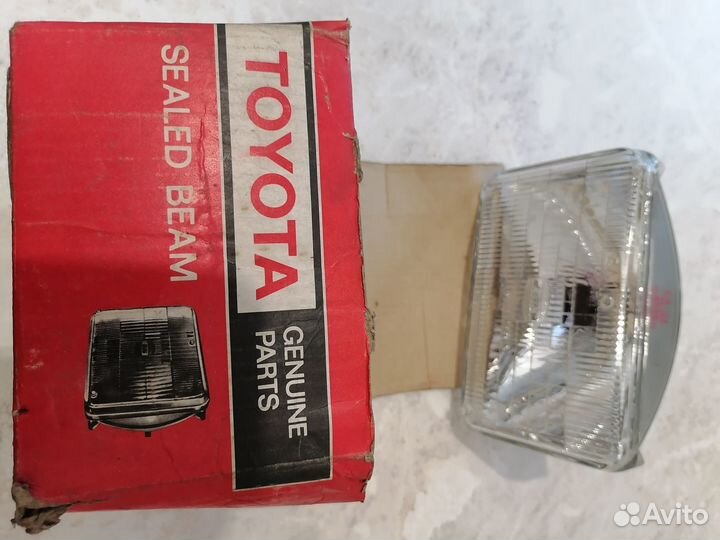 TOYOTA
GENUINE
PARTS
SEALED BEAM
Avito